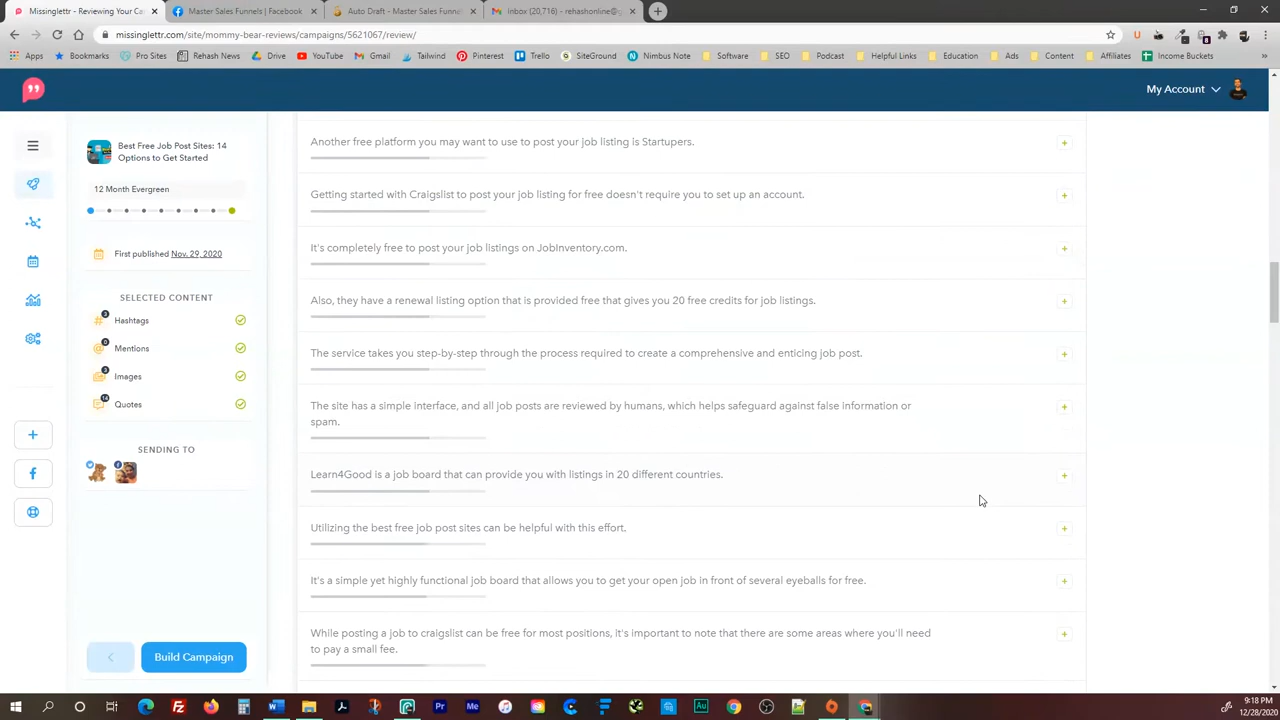 Missinglettr - Reviewing Your Ca
Master Sales Funnels | Facebook
Auto Draft - Master Sales Funnel
Inbox (20,716) - rehashonline@g
missinglettr.com/site/mommy-bear-reviews/campaigns/5621067/review/
Apps
Bookmarks
Pro Sites
Rehash News
Drive
YouTube
Gmail
Tailwind
Pinterest
Trello
SiteGround
Nimbus Note
Software
SEO
Podcast
Helpful Links
Education
Ads
Content
Affiliates
Income Buckets
My Account
Best Free Job Post Sites: 14
Options to Get Started
12 Month Evergreen
First published Nov. 29, 2020
SELECTED CONTENT
3
Hashtags
0
Mentions
3
Images
14
Quotes
SENDING TO
Build Campaign
Another free platform you may want to use to post your job listing is Startupers.
Getting started with Craigslist to post your job listing for free doesn't require you to set up an account.
It's completely free to post your job listings on JobInventory.com.
Also, they have a renewal listing option that is provided free that gives you 20 free credits for job listings.
The service takes you step-by-step through the process required to create a comprehensive and enticing job post.
The site has a simple interface, and all job posts are reviewed by humans, which helps safeguard against false information or
spam.
Learn4Good is a job board that can provide you with listings in 20 different countries.
Utilizing the best free job post sites can be helpful with this effort.
It's a simple yet highly functional job board that allows you to get your open job in front of several eyeballs for free.
While posting a job to craigslist can be free for most positions, it's important to note that there are some areas where you'll need
to pay a small fee.
9:18 PM
12/28/2020